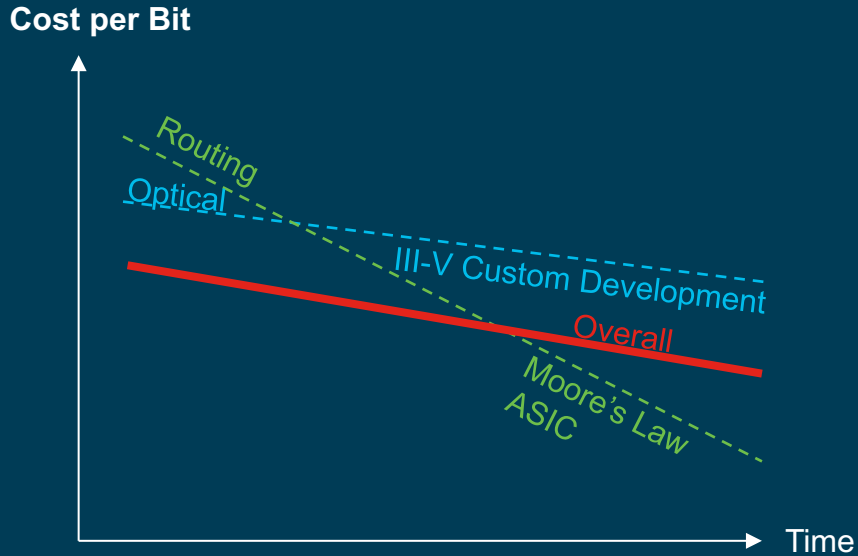 Cost per Bit
Routing
Optical
III-V Custom Development
Overall
Moore’s Law
ASIC
Time